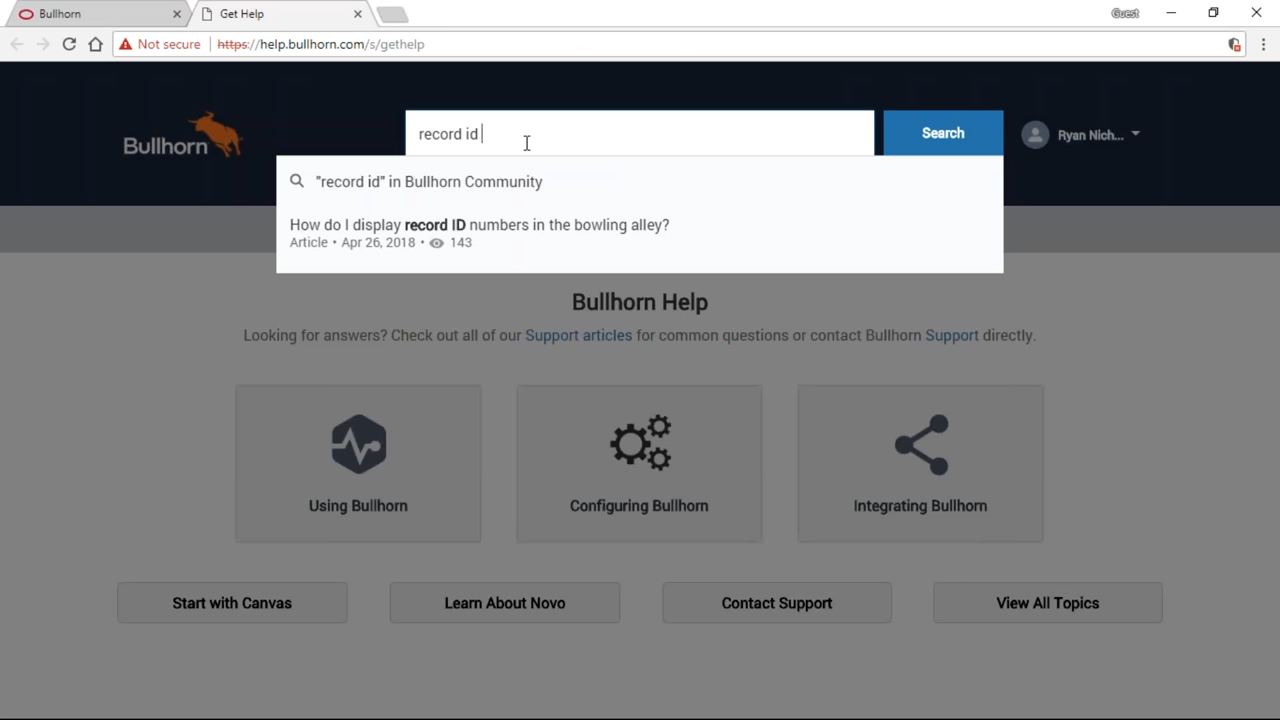 Bullhorn
Get Help
Guest
Not secure | https://help.bullhorn.com/s/gethelp
Bullhorn
record id
Search
Ryan Nich...
"record id" in Bullhorn Community
How do I display record ID numbers in the bowling alley?
Article • Apr 26, 2018 • 143
Bullhorn Help
Looking for answers? Check out all of our Support articles for common questions or contact Bullhorn Support directly.
Using Bullhorn
Configuring Bullhorn
Integrating Bullhorn
Start with Canvas
Learn About Novo
Contact Support
View All Topics